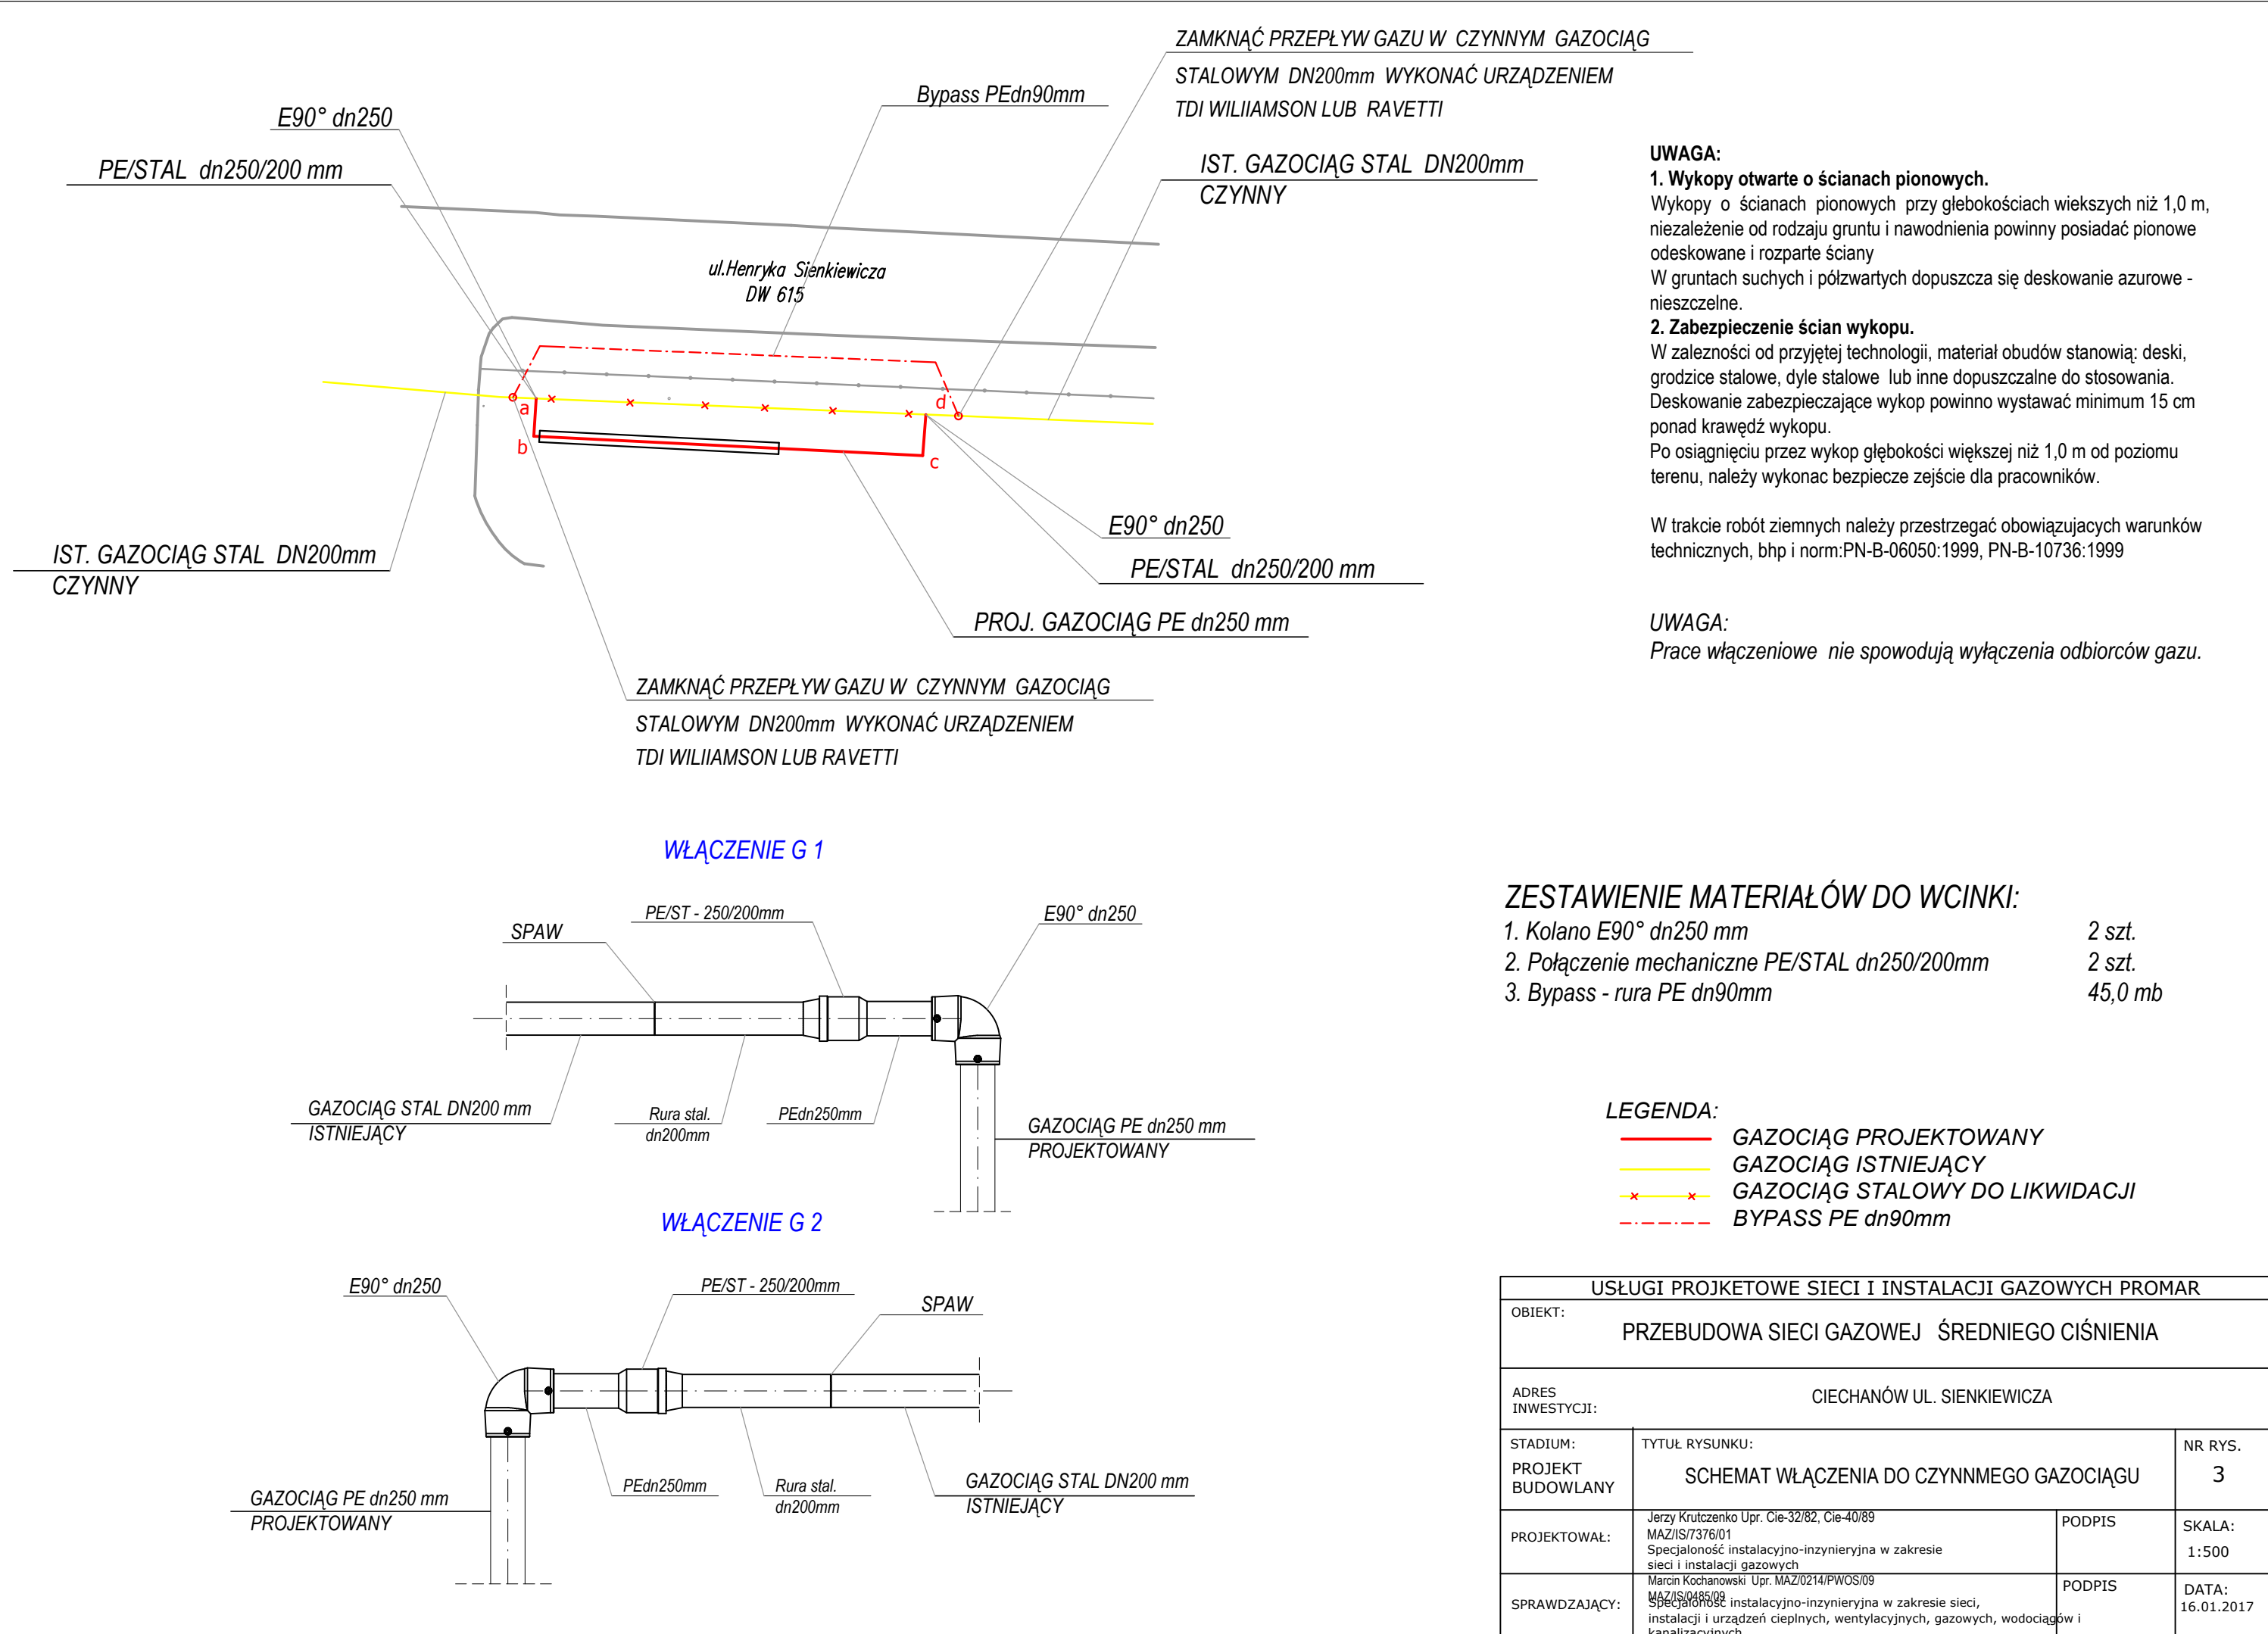 ZAMKNĄĆ PRZEPŁYW GAZU W CZYNNYM GAZOCIĄG
STALOWYM DN200mm WYKONAĆ URZĄDZENIEM
TDI WILIIAMSON LUB RAVETTI
Bypass PEdn90mm
E90° dn250
PE/STAL dn250/200 mm
IST. GAZOCIĄG STAL DN200mm
CZYNNY
ul.Henryka Sienkiewicza
DW 615
a
b
c
d
IST. GAZOCIĄG STAL DN200mm
CZYNNY
E90° dn250
PE/STAL dn250/200 mm
PROJ. GAZOCIĄG PE dn250 mm
ZAMKNĄĆ PRZEPŁYW GAZU W CZYNNYM GAZOCIĄG
STALOWYM DN200mm WYKONAĆ URZĄDZENIEM
TDI WILIIAMSON LUB RAVETTI
UWAGA:
1. Wykopy otwarte o ścianach pionowych.
Wykopy o ścianach pionowych przy głebokościach wiekszych niż 1,0 m,
niezależenie od rodzaju gruntu i nawodnienia powinny posiadać pionowe
odeskowane i rozparte ściany
W gruntach suchych i półzwartych dopuszcza się deskowanie azurowe -
nieszczelne.
2. Zabezpieczenie ścian wykopu.
W zalezności od przyjętej technologii, materiał obudów stanowią: deski,
grodzice stalowe, dyle stalowe lub inne dopuszczalne do stosowania.
Deskowanie zabezpieczające wykop powinno wystawać minimum 15 cm
ponad krawędź wykopu.
Po osiągnięciu przez wykop głębokości większej niż 1,0 m od poziomu
terenu, należy wykonac bezpiecze zejście dla pracowników.
W trakcie robót ziemnych należy przestrzegać obowiązujacych warunków
technicznych, bhp i norm:PN-B-06050:1999, PN-B-10736:1999
UWAGA:
Prace włączeniowe nie spowodują wyłączenia odbiorców gazu.
WŁĄCZENIE G 1
SPAW
PE/ST - 250/200mm
E90° dn250
GAZOCIĄG STAL DN200 mm
ISTNIEJĄCY
Rura stal.
dn200mm
PEdn250mm
GAZOCIĄG PE dn250 mm
PROJEKTOWANY
WŁĄCZENIE G 2
E90° dn250
PE/ST - 250/200mm
SPAW
GAZOCIĄG PE dn250 mm
PROJEKTOWANY
PEdn250mm
Rura stal.
dn200mm
GAZOCIĄG STAL DN200 mm
ISTNIEJĄCY
ZESTAWIENIE MATERIAŁÓW DO WCINKI:
1. Kolano E90° dn250 mm 2 szt.
2. Połączenie mechaniczne PE/STAL dn250/200mm 2 szt.
3. Bypass - rura PE dn90mm 45,0 mb
LEGENDA:
GAZOCIĄG PROJEKTOWANY
GAZOCIĄG ISTNIEJĄCY
GAZOCIĄG STALOWY DO LIKWIDACJI
BYPASS PE dn90mm
USŁUGI PROJKETOWE SIECI I INSTALACJI GAZOWYCH PROMAR
OBIEKT:
PRZEBUDOWA SIECI GAZOWEJ ŚREDNIEGO CIŚNIENIA
ADRES
INWESTYCJI:
CIECHANÓW UL. SIENKIEWICZA
STADIUM:
PROJEKT
BUDOWLANY
TYTUŁ RYSUNKU:
SCHEMAT WŁĄCZENIA DO CZYNNMEGO GAZOCIĄGU
NR RYS.
3
PROJEKTOWAŁ:
Jerzy Krutczenko Upr. Cie-32/82, Cie-40/89
MAZ/IS/7376/01
Specjaloność instalacyjno-inzynieryjna w zakresie
sieci i instalacji gazowych
PODPIS
SKALA:
1:500
SPRAWDZAJĄCY:
Marcin Kochanowski Upr. MAZ/0214/PWOS/09
MAZ/IS/0485/09
Specjaloność instalacyjno-inzynieryjna w zakresie sieci,
instalacji i urządzeń cieplnych, wentylacyjnych, gazowych, wodociągów i
kanalizacyjnych
PODPIS
DATA:
16.01.2017